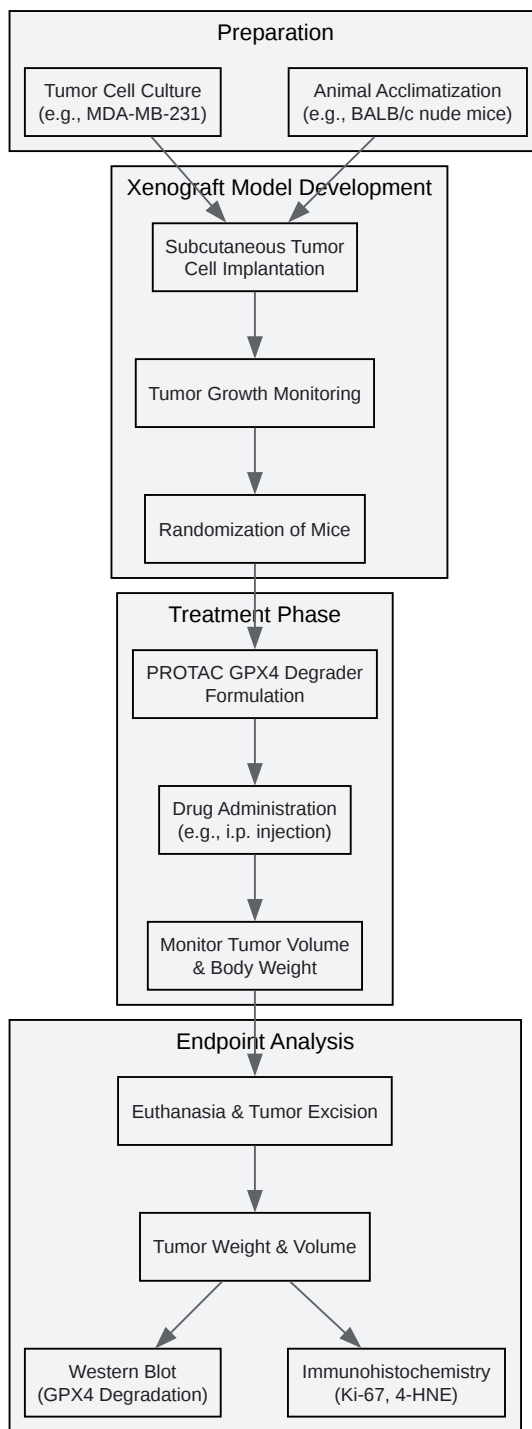 Preparation
Tumor Cell Culture
(e.g., MDA-MB-231)
Animal Acclimatization
(e.g., BALB/c nude mice)
Xenograft Model Development
Subcutaneous Tumor
Cell Implantation
Tumor Growth Monitoring
Randomization of Mice
Treatment Phase
PROTAC GPX4 Degrader
Formulation
Drug Administration
(e.g., i.p. injection)
Monitor Tumor Volume
& Body Weight
Endpoint Analysis
Euthanasia & Tumor Excision
Tumor Weight & Volume
Western Blot
(GPX4 Degradation)
Immunohistochemistry
(Ki-67, 4-HNE)